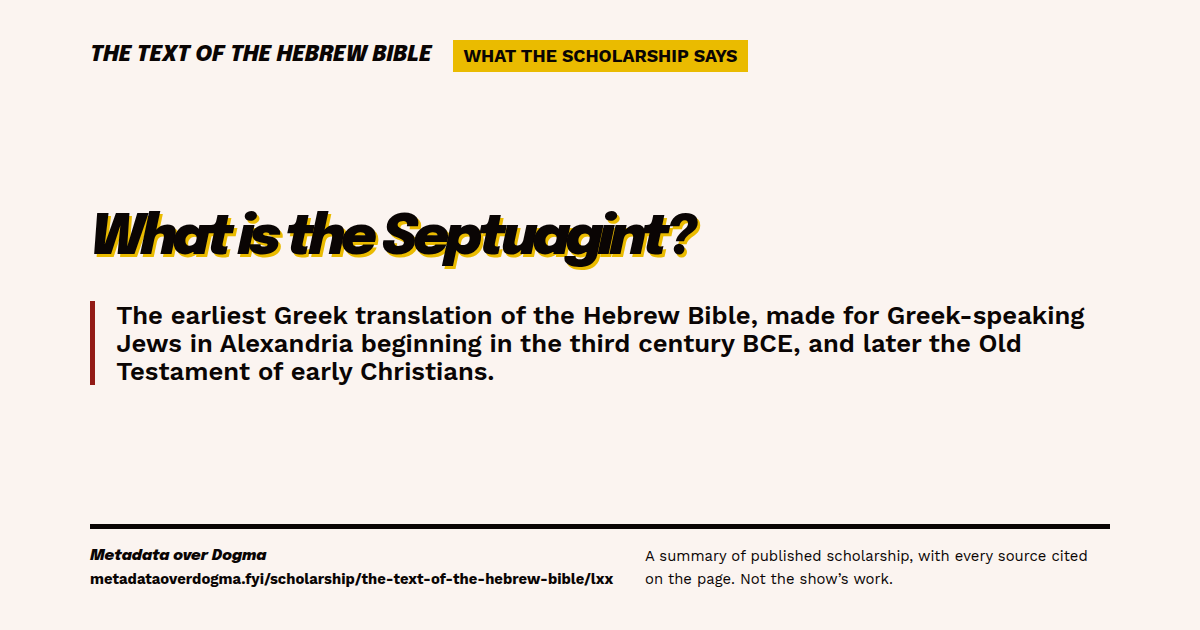 THE TEXT OF THE HEBREW BIBLE
WHAT THE SCHOLARSHIP SAYS
What is the Septuagint?
The earliest Greek translation of the Hebrew Bible, made for Greek-speaking
Jews in Alexandria beginning in the third century BCE, and later the Old
Testament of early Christians.
Metadata over Dogma
metadataoverdogma.fyi/scholarship/the-text-of-the-hebrew-bible/lxx
A summary of published scholarship, with every source cited
on the page. Not the show’s work.